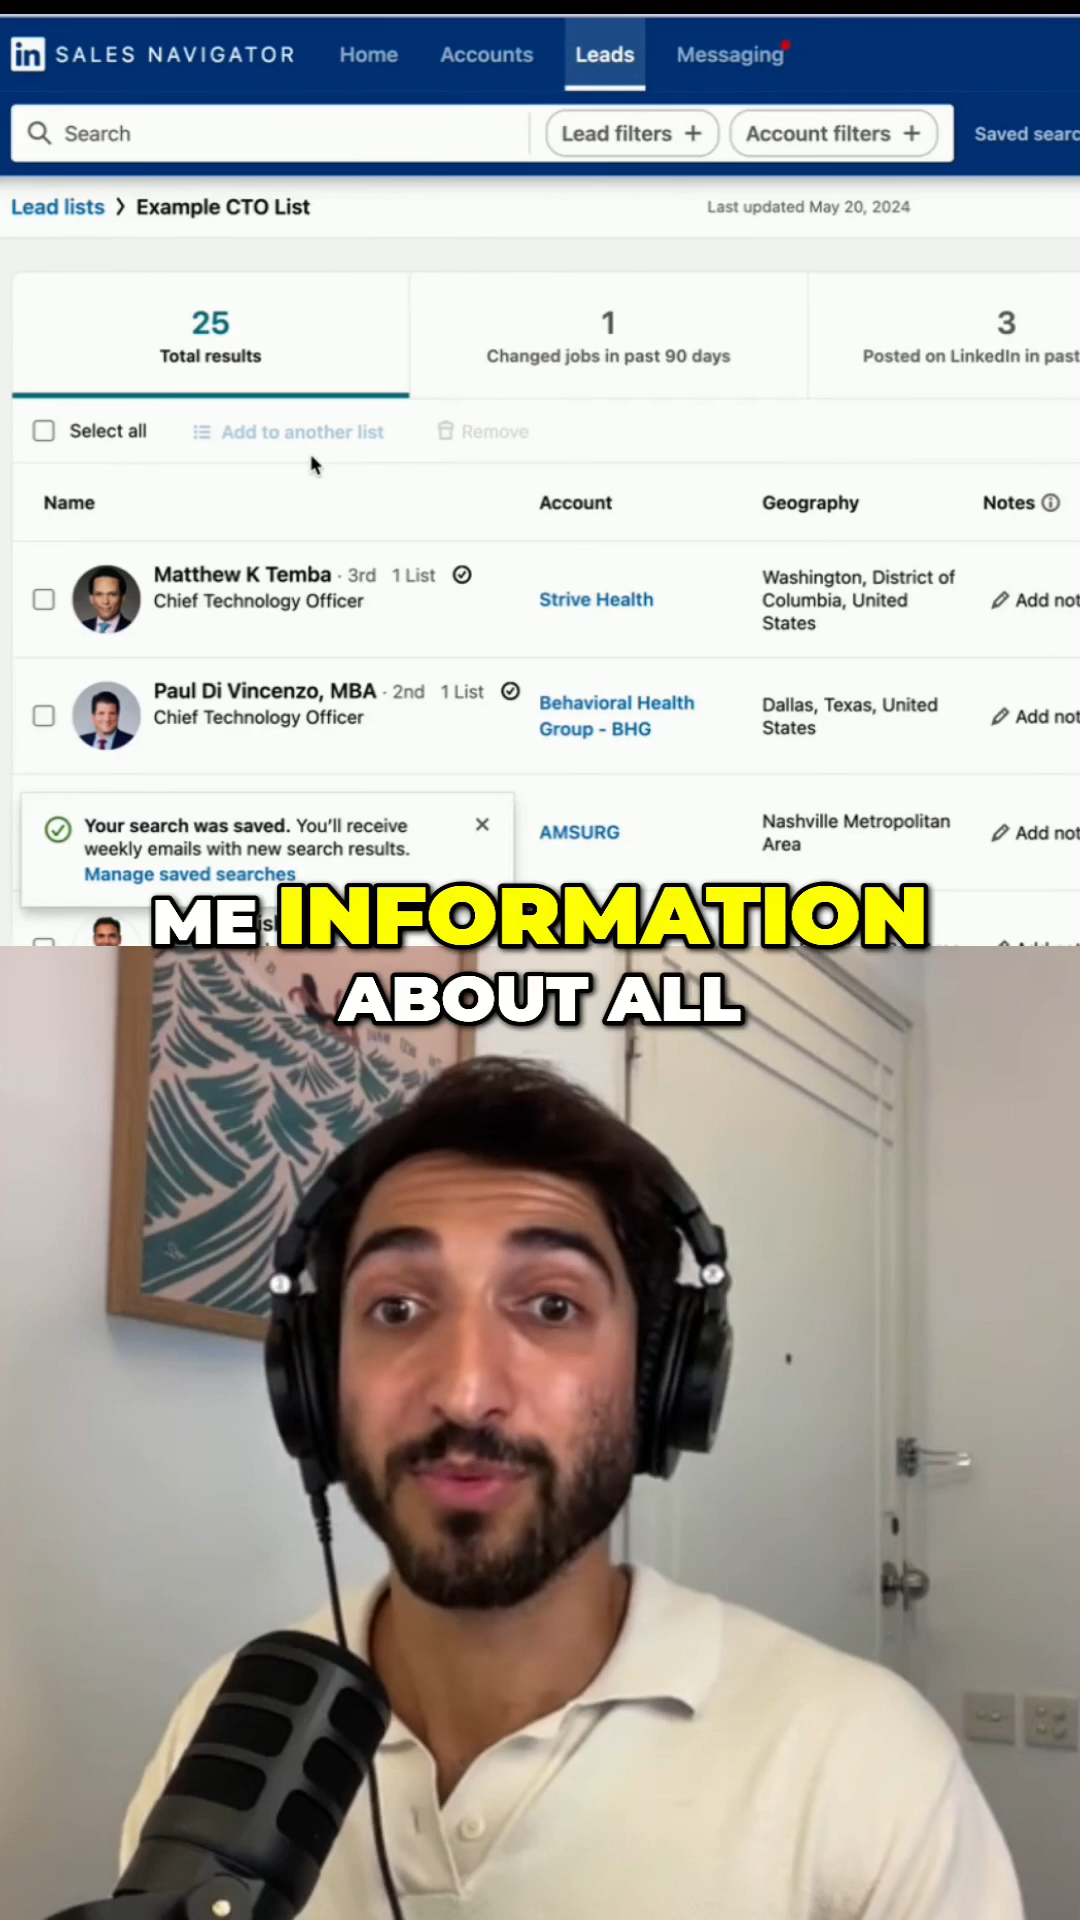 in SALES NAVIGATOR Home Accounts Leads Messaging
Search Lead filters + Account filters + Saved searc
Lead lists > Example CTO List Last updated May 20, 2024
25 1 3
Total results Changed jobs in past 90 days Posted on LinkedIn in past
Select all Add to another list Remove
Name Account Geography Notes
Matthew K Temba · 3rd 1 List
Chief Technology Officer
Strive Health
Washington, District of
Columbia, United
States
Add not
Paul Di Vincenzo, MBA · 2nd 1 List
Chief Technology Officer
Behavioral Health
Group - BHG
Dallas, Texas, United
States
Add not
Your search was saved. You'll receive
weekly emails with new search results.
Manage saved searches
AMSURG
Nashville Metropolitan
Area
Add not
ME INFORMATION
ABOUT ALL